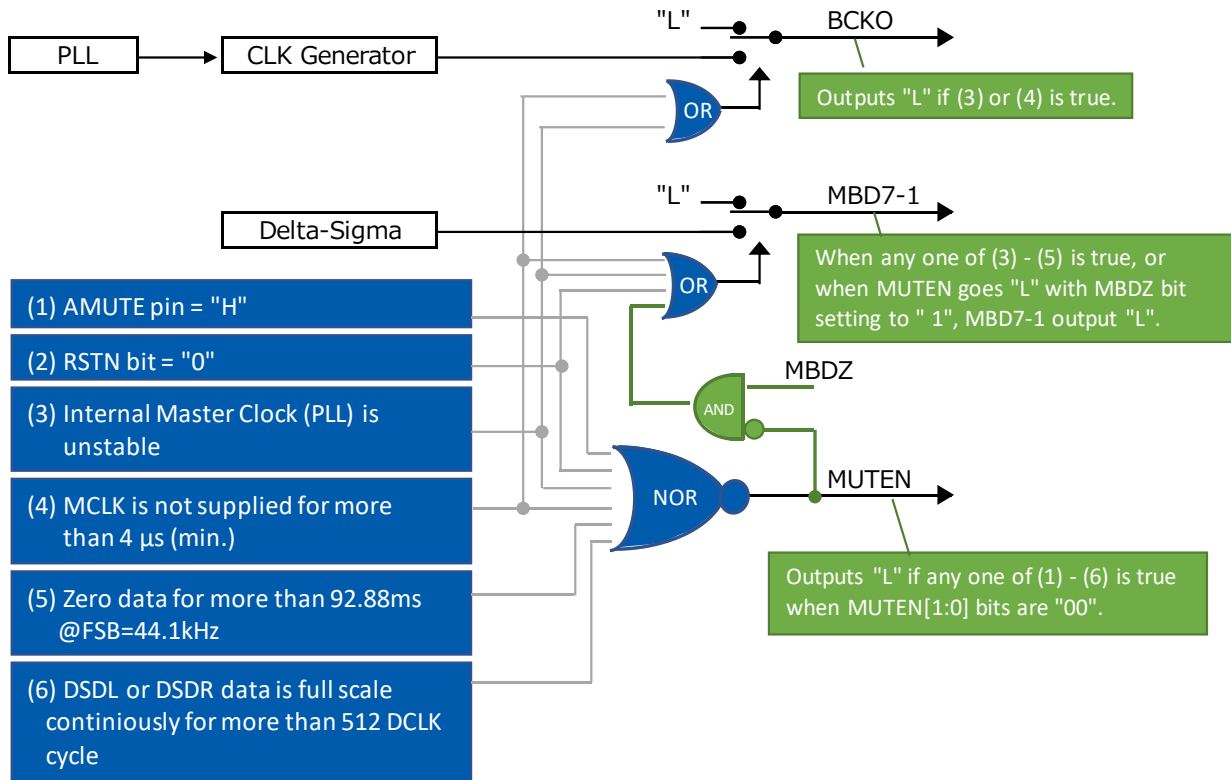 "L"
BCKO
PLL
CLK Generator
Outputs "L" if (3) or (4) is true.
OR
"L"
MBD7-1
Delta-Sigma
When any one of (3) - (5) is true, or
when MUTEN goes "L" with MBDZ bit
setting to " 1", MBD7-1 output "L".
OR
(1) AMUTE pin = "H"
(2) RSTN bit = "0"
MBDZ
AND
(3) Internal Master Clock (PLL) is
unstable
NOR
MUTEN
(4) MCLK is not supplied for more
than 4 μs (min.)
Outputs "L" if any one of (1) - (6) is true
when MUTEN[1:0] bits are "00".
(5) Zero data for more than 92.88ms
@FSB=44.1kHz
(6) DSDL or DSDR data is full scale
continiously for more than 512 DCLK
cycle